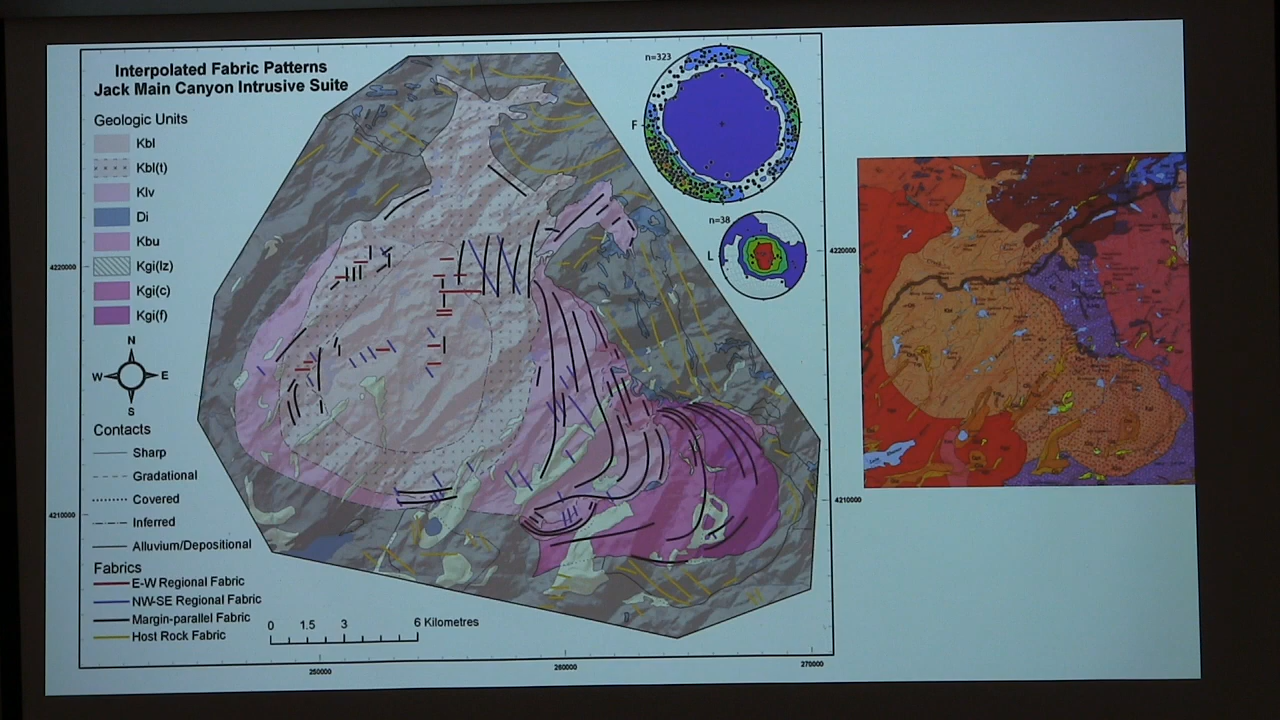 Interpolated Fabric Patterns
Jack Main Canyon Intrusive Suite
Geologic Units
Kbl
Kbl(t)
Klv
Di
Kbu
Kgi(lz)
Kgi(c)
Kgi(f)
N
W E
S
Contacts
Sharp
Gradational
Covered
Inferred
Alluvium/Depositional
Fabrics
E-W Regional Fabric
NW-SE Regional Fabric
Margin-parallel Fabric
Host Rock Fabric
0 1.5 3 6 Kilometres
n=323
F
n=38
L
4220000
4220000
4210000
4210000
250000
260000
270000